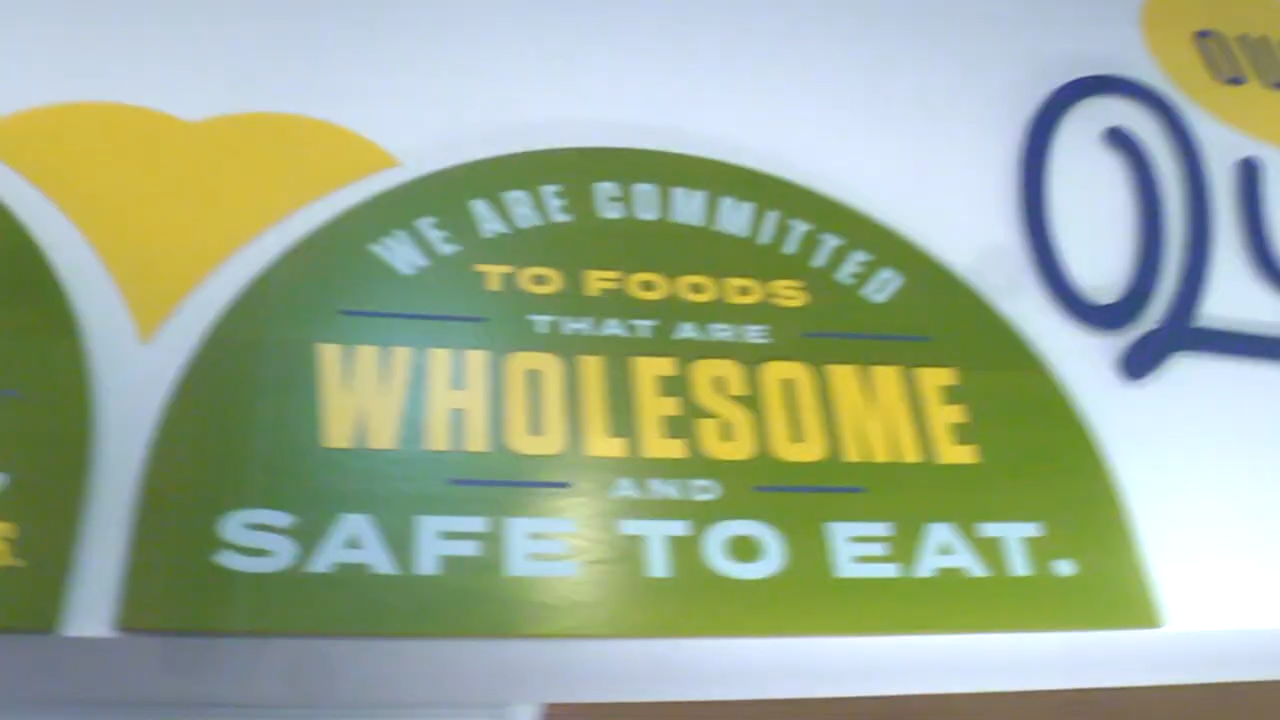 WE ARE COMMITTED
TO FOODS
THAT ARE
WHOLESOME
AND
SAFE TO EAT.